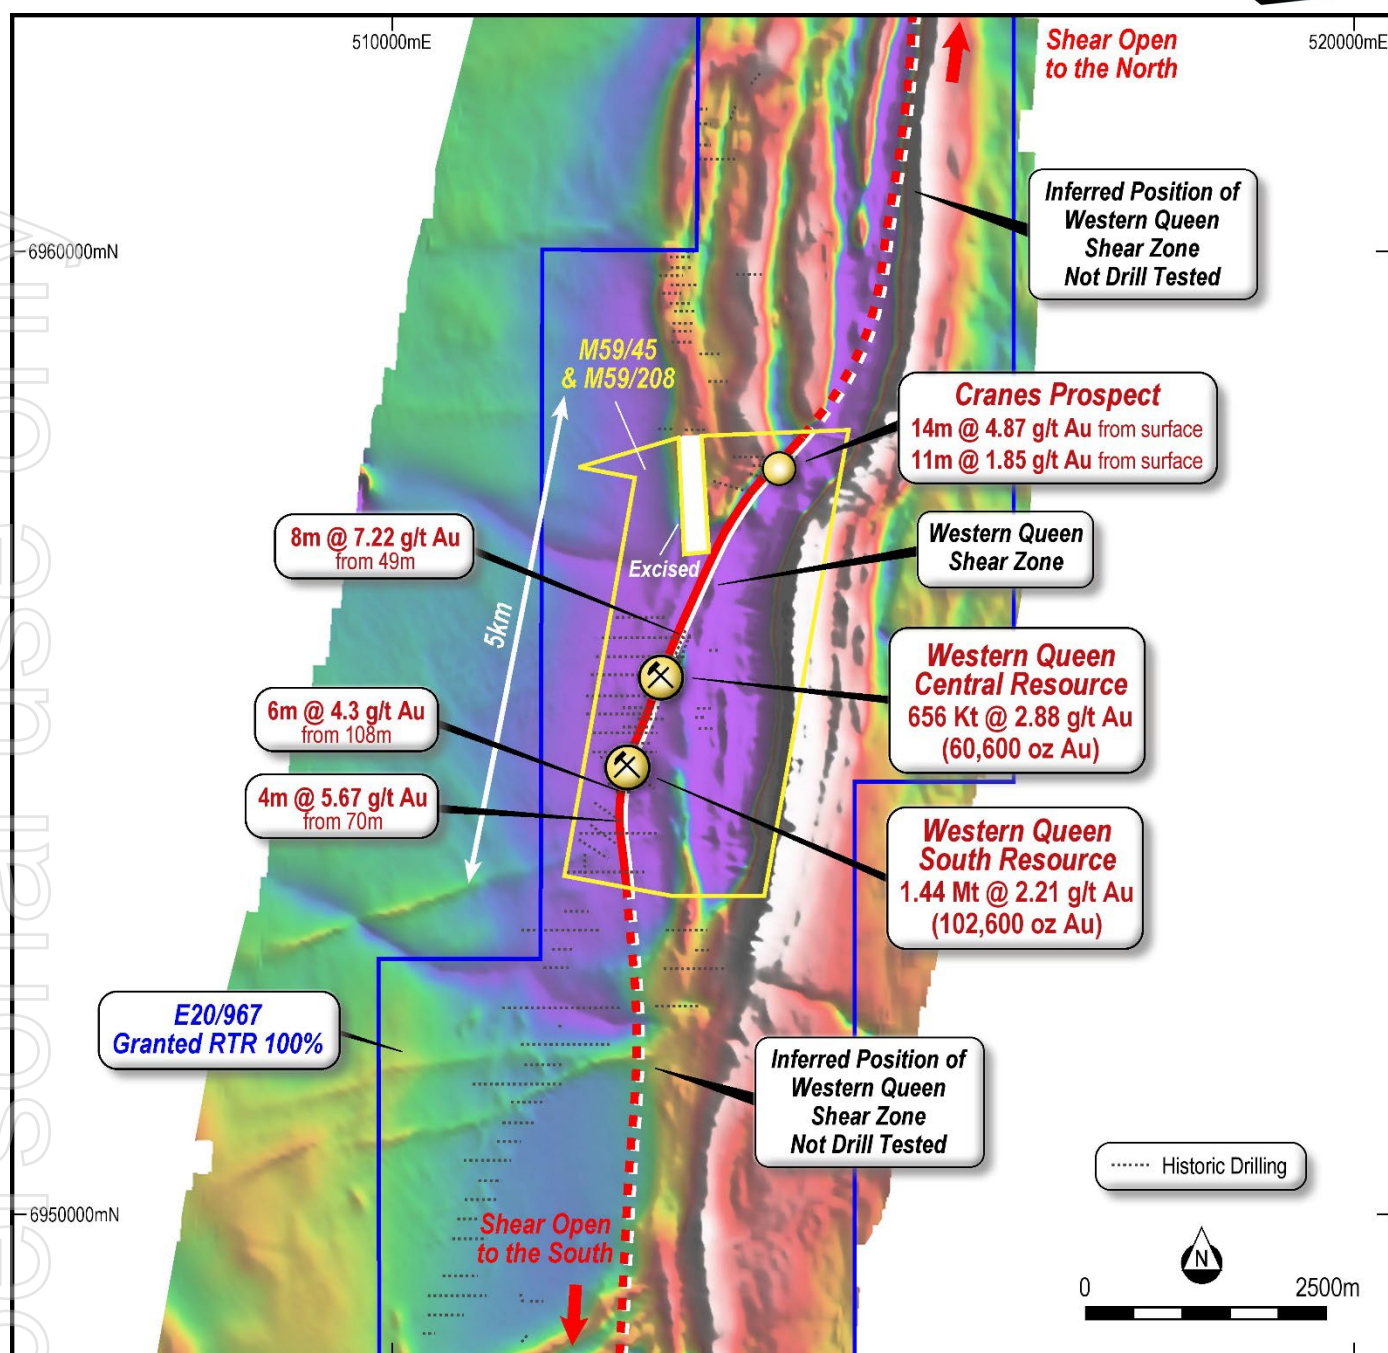 510000mE
520000mE
Shear Open
to the North
Inferred Position of
Western Queen
Shear Zone
Not Drill Tested
6960000mN
M59/45
& M59/208
Cranes Prospect
14m @ 4.87 g/t Au from surface
11m @ 1.85 g/t Au from surface
8m @ 7.22 g/t Au
from 49m
Excised
Western Queen
Shear Zone
5km
Western Queen
Central Resource
656 Kt @ 2.88 g/t Au
(60,600 oz Au)
6m @ 4.3 g/t Au
from 108m
4m @ 5.67 g/t Au
from 70m
Western Queen
South Resource
1.44 Mt @ 2.21 g/t Au
(102,600 oz Au)
E20/967
Granted RTR 100%
Inferred Position of
Western Queen
Shear Zone
Not Drill Tested
Historic Drilling
6950000mN
Shear Open
to the South
N
0 2500m
personal use only